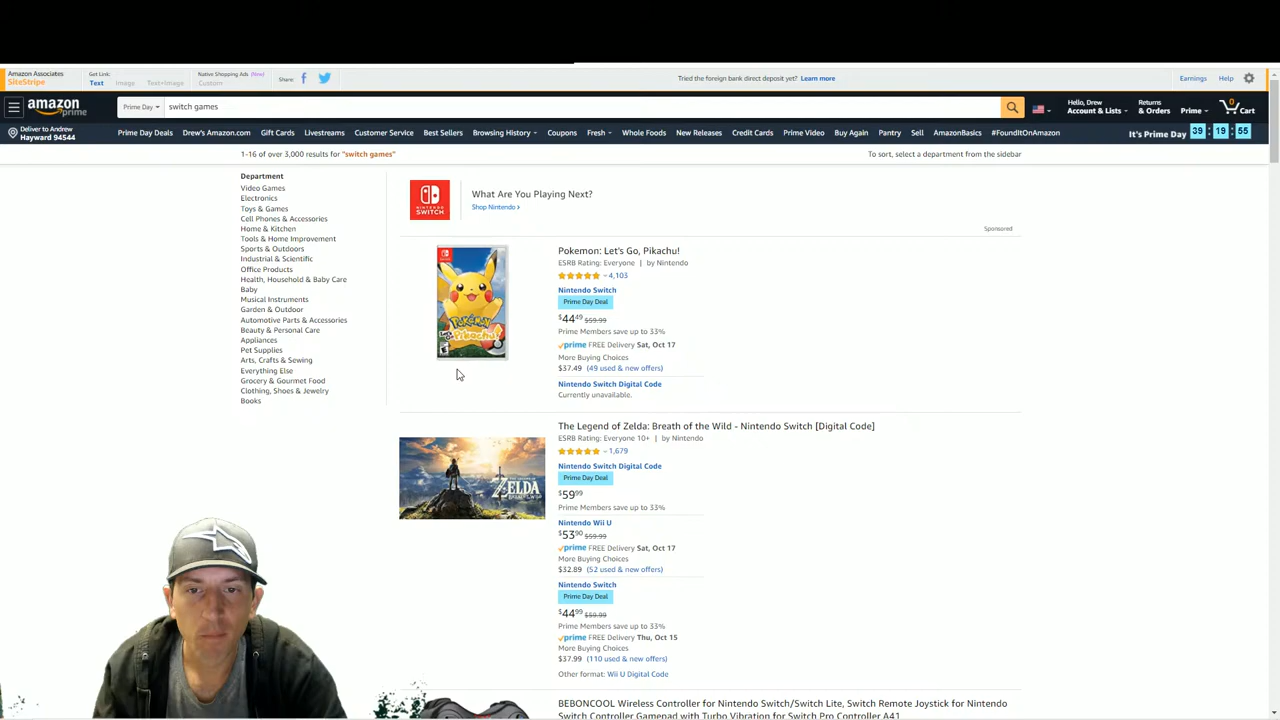 Amazon Associates
SiteStripe
Get Link:
Text
Image
Text+Image
Native Shopping Ads (New)
Custom
Share:
Tried the foreign bank direct deposit yet? Learn more
Earnings
Help
amazon
prime
Prime Day
switch games
Hello, Drew
Account & Lists
Returns
& Orders
Prime
0
Cart
Deliver to Andrew
Hayward 94544
Prime Day Deals
Drew's Amazon.com
Gift Cards
Livestreams
Customer Service
Best Sellers
Browsing History
Coupons
Fresh
Whole Foods
New Releases
Credit Cards
Prime Video
Buy Again
Pantry
Sell
AmazonBasics
#FoundItOnAmazon
It's Prime Day 39 : 19 : 55
1-16 of over 3,000 results for "switch games"
To sort, select a department from the sidebar
Department
Video Games
Electronics
Toys & Games
Cell Phones & Accessories
Home & Kitchen
Tools & Home Improvement
Sports & Outdoors
Industrial & Scientific
Office Products
Health, Household & Baby Care
Baby
Musical Instruments
Garden & Outdoor
Automotive Parts & Accessories
Beauty & Personal Care
Appliances
Pet Supplies
Arts, Crafts & Sewing
Everything Else
Grocery & Gourmet Food
Clothing, Shoes & Jewelry
Books
NINTENDO
SWITCH
What Are You Playing Next?
Shop Nintendo ›
Sponsored
Pokemon: Let's Go, Pikachu!
ESRB Rating: Everyone | by Nintendo
4,103
Nintendo Switch
Prime Day Deal
$44.49 $59.99
Prime Members save up to 33%
prime FREE Delivery Sat, Oct 17
More Buying Choices
$37.49 (49 used & new offers)
Nintendo Switch Digital Code
Currently unavailable.
The Legend of Zelda: Breath of the Wild - Nintendo Switch [Digital Code]
ESRB Rating: Everyone 10+ | by Nintendo
1,679
Nintendo Switch Digital Code
Prime Day Deal
$59.99
Prime Members save up to 33%
Nintendo Wii U
$53.90 $59.99
prime FREE Delivery Sat, Oct 17
More Buying Choices
$32.89 (52 used & new offers)
Nintendo Switch
Prime Day Deal
$44.99 $59.99
Prime Members save up to 33%
prime FREE Delivery Thu, Oct 15
More Buying Choices
$37.99 (110 used & new offers)
Other format: Wii U Digital Code
ZELDA
BEBONCOOL Wireless Controller for Nintendo Switch/Switch Lite, Switch Remote Joystick for Nintendo
Switch Controller Gamepad with Turbo Vibration for Switch Pro Controller A41